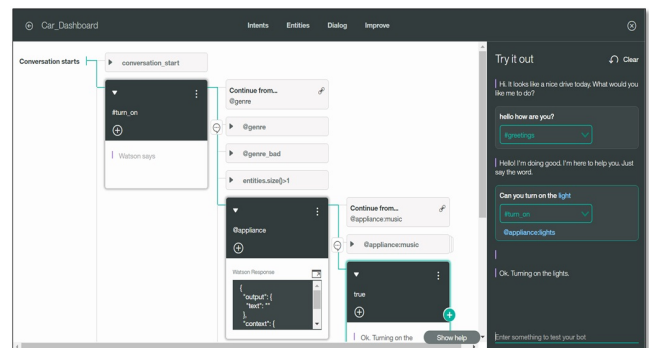 Car_Dashboard
Intents Entities Dialog Improve
Conversation starts
conversation_start
#turn_on
Watson says
Continue from...
@genre
@genre
@genre_bad
entities.size()>1
@appliance
Watson Response
{
"output": {
"text": ""
},
"context": {
Continue from...
@appliance:music
@appliance:music
true
Ok. Turning on the
Show help
Try it out
Clear
Hi. It looks like a nice drive today. What would you
like me to do?
hello how are you?
#greetings
Hello! I'm doing good. I'm here to help you. Just
say the word.
Can you turn on the light
#turn_on
@appliance:lights
Ok. Turning on the lights.
Enter something to test your bot